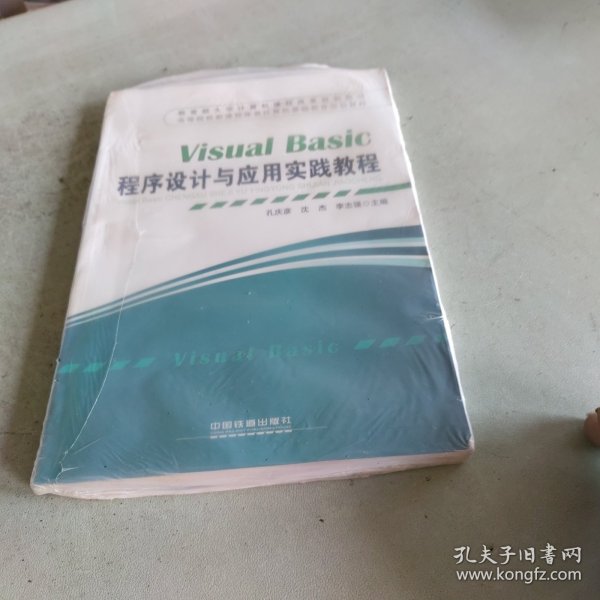 Visual Basic
程序设计与应用实践教程
孔庆彦 沈杰 李志强 主编
Visual Basic
中国铁道出版社
孔夫子旧书网
www.kongfz.com